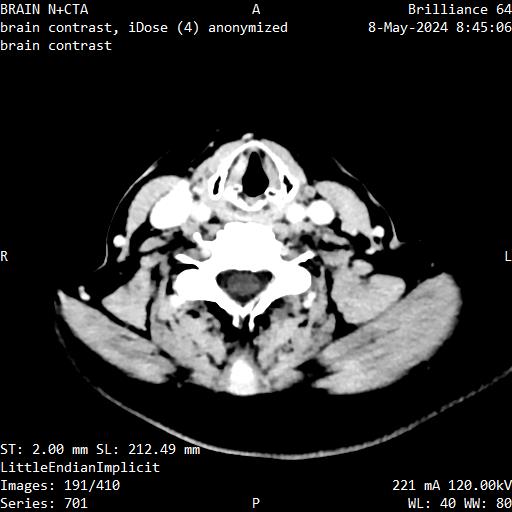 BRAIN N+CTA
A
Brilliance 64
brain contrast, iDose (4) anonymized
8-May-2024 8:45:06
brain contrast
R
L
ST: 2.00 mm SL: 212.49 mm
LittleEndianImplicit
Images: 191/410
221 mA 120.00kV
Series: 701
P
WL: 40 WW: 80